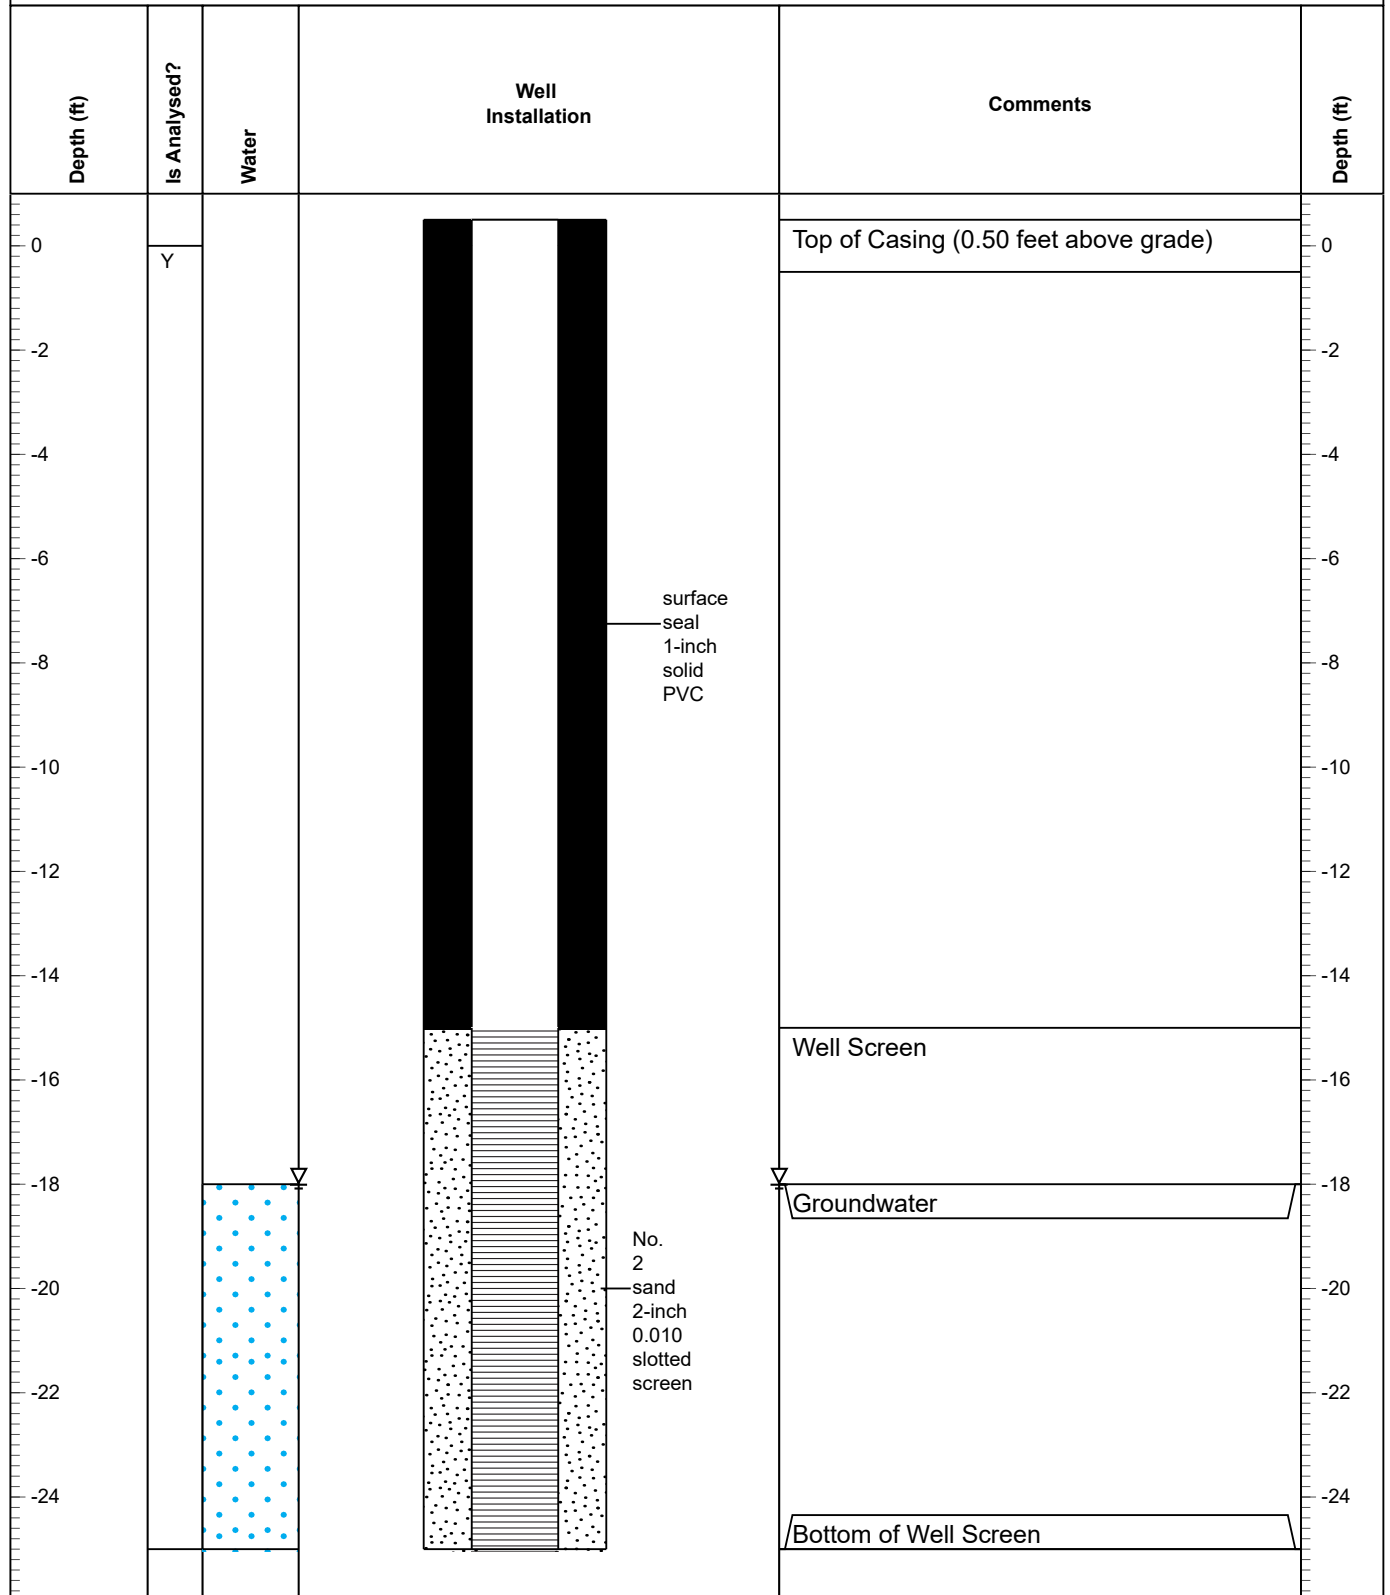 Depth (ft)
Is Analysed?
Water
Well
Installation
Comments
Depth (ft)
0
Y
Top of Casing (0.50 feet above grade)
0
-2
-2
-4
-4
-6
-6
surface
seal
1-inch
solid
PVC
-8
-8
-10
-10
-12
-12
-14
-14
Well Screen
-16
-16
-18
Groundwater
-18
No.
2
sand
2-inch
0.010
slotted
screen
-20
-20
-22
-22
-24
-24
Bottom of Well Screen